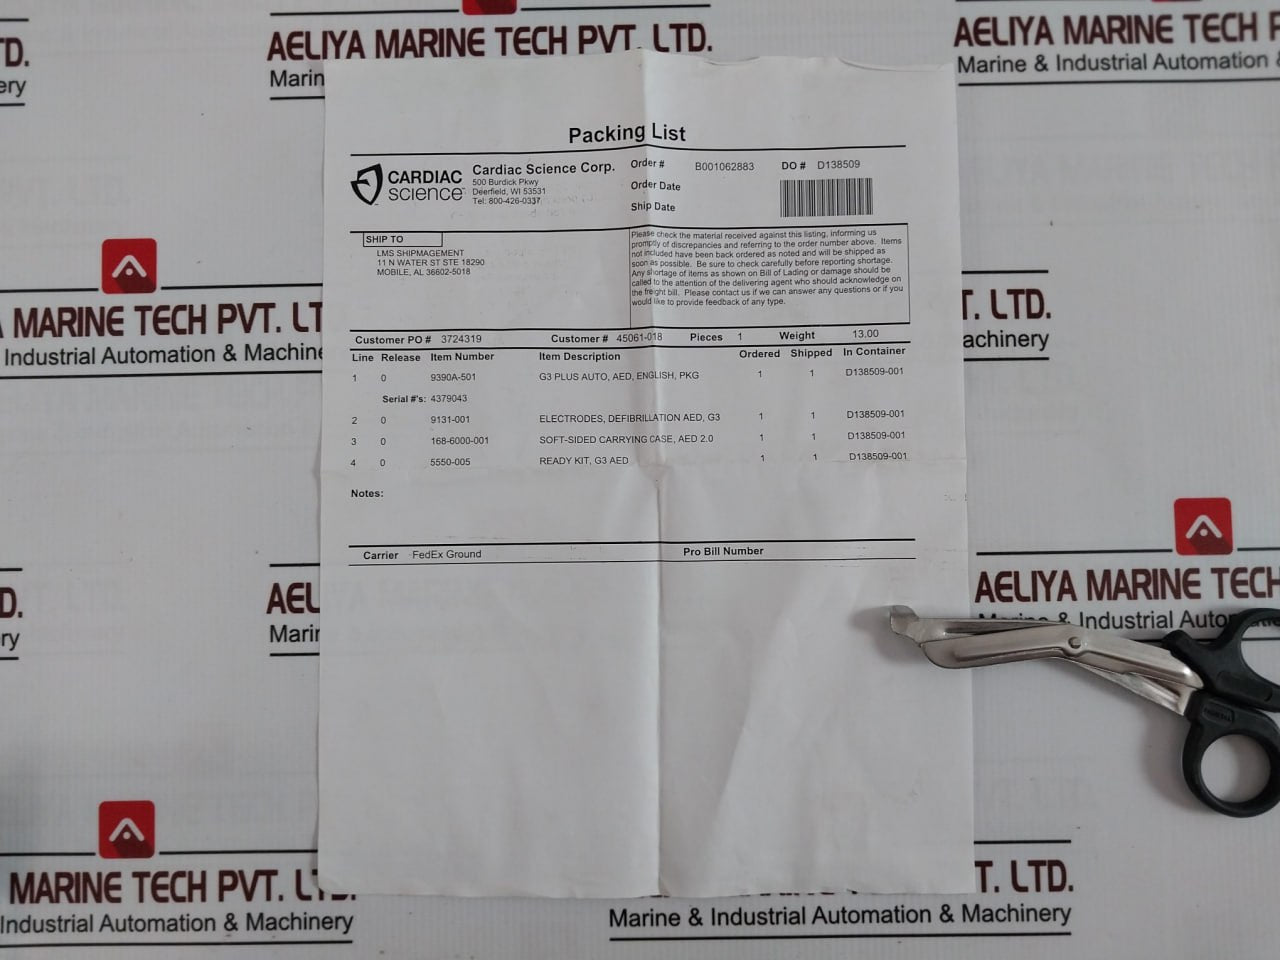 TD.
ery
AELIYA MARINE TECH PVT. LTD.
Marin
AELIYA MARINE TECH P
Marine & Industrial Automation &
Packing List
CARDIAC
science
Cardiac Science Corp.
500 Burdick Pkwy
Deerfield, WI 53531
Tel: 800-426-0337
Order # B001062883 DO # D138509
Order Date
Ship Date
SHIP TO
LMS SHIPMAGEMENT
11 N WATER ST STE 18290
MOBILE, AL 36602-5018
Please check the material received against this listing, informing us
promptly of discrepancies and referring to the order number above. Items
not included have been back ordered as noted and will be shipped as
soon as possible. Be sure to check carefully before reporting shortage.
Any shortage of items as shown on Bill of Lading or damage should be
called to the attention of the delivering agent who should acknowledge on
the freight bill. Please contact us if we can answer any questions or if you
would like to provide feedback of any type.
Customer PO # 3724319 Customer # 45061-018 Pieces 1 Weight 13.00
Line Release Item Number Item Description Ordered Shipped In Container
1 0 9390A-501 G3 PLUS AUTO, AED, ENGLISH, PKG 1 1 D138509-001
Serial #'s: 4379043
2 0 9131-001 ELECTRODES, DEFIBRILLATION AED, G3 1 1 D138509-001
3 0 168-6000-001 SOFT-SIDED CARRYING CASE, AED 2.0 1 1 D138509-001
4 0 5550-005 READY KIT, G3 AED 1 1 D138509-001
Notes:
Carrier FedEx Ground Pro Bill Number
A MARINE TECH PVT. LT
Industrial Automation & Machine
T. LTD.
Machinery
D.
ry
AEL
Marin
AELIYA MARINE TECH
Marine & Industrial Automation
MARINE TECH PVT. LTD.
Industrial Automation & Machinery
T. LTD.
Marine & Industrial Automation & Machinery